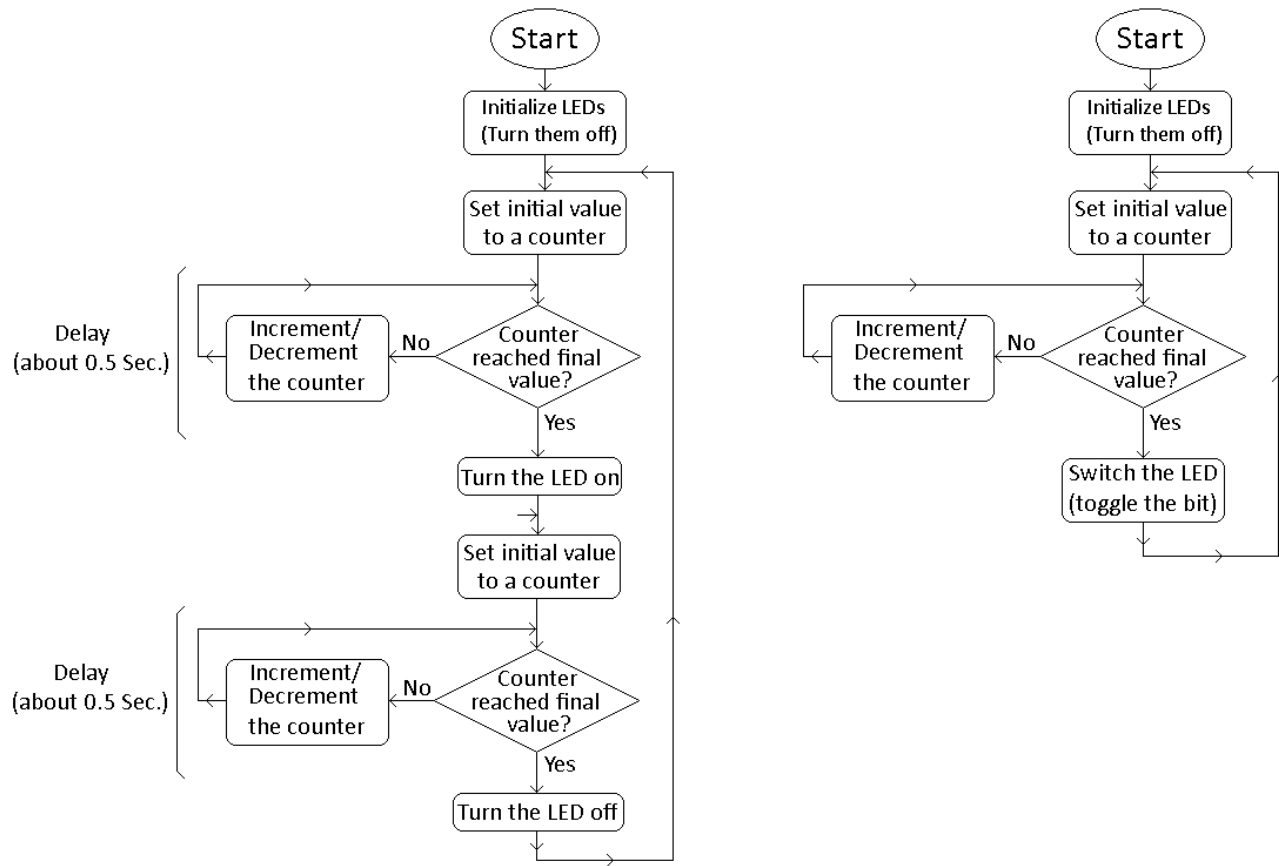 Start
Initialize LEDs
(Turn them off)
Set initial value
to a counter
Delay
(about 0.5 Sec.)
Increment/
Decrement
the counter
No
Counter
reached final
value?
Yes
Turn the LED on
Set initial value
to a counter
Delay
(about 0.5 Sec.)
Increment/
Decrement
the counter
No
Counter
reached final
value?
Yes
Turn the LED off
Start
Initialize LEDs
(Turn them off)
Set initial value
to a counter
Increment/
Decrement
the counter
No
Counter
reached final
value?
Yes
Switch the LED
(toggle the bit)